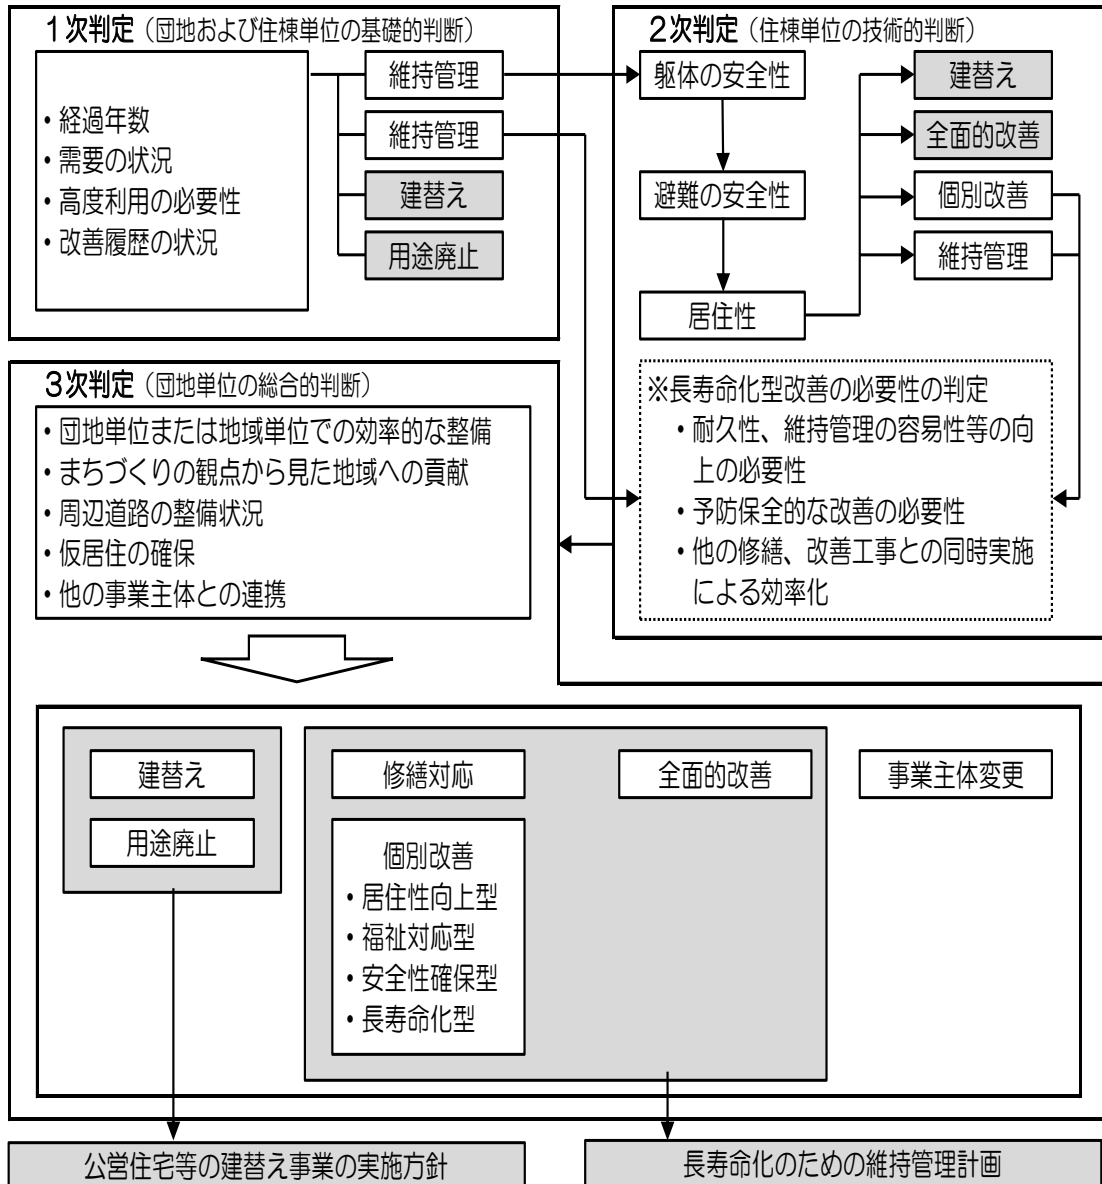 1次判定（団地および住棟単位の基礎的判断）
・経過年数
・需要の状況
・高度利用の必要性
・改善履歴の状況
維持管理
維持管理
建替え
用途廃止
2次判定（住棟単位の技術的判断）
躯体の安全性
避難の安全性
居住性
建替え
全面的改善
個別改善
維持管理
※長寿命化型改善の必要性の判定
・耐久性、維持管理の容易性等の向
上の必要性
・予防保全的な改善の必要性
・他の修繕、改善工事との同時実施
による効率化
3次判定（団地単位の総合的判断）
・団地単位または地域単位での効率的な整備
・まちづくりの観点から見た地域への貢献
・周辺道路の整備状況
・仮居住の確保
・他の事業主体との連携
建替え
用途廃止
修繕対応
個別改善
・居住性向上型
・福祉対応型
・安全性確保型
・長寿命化型
全面的改善
事業主体変更
公営住宅等の建替え事業の実施方針
長寿命化のための維持管理計画